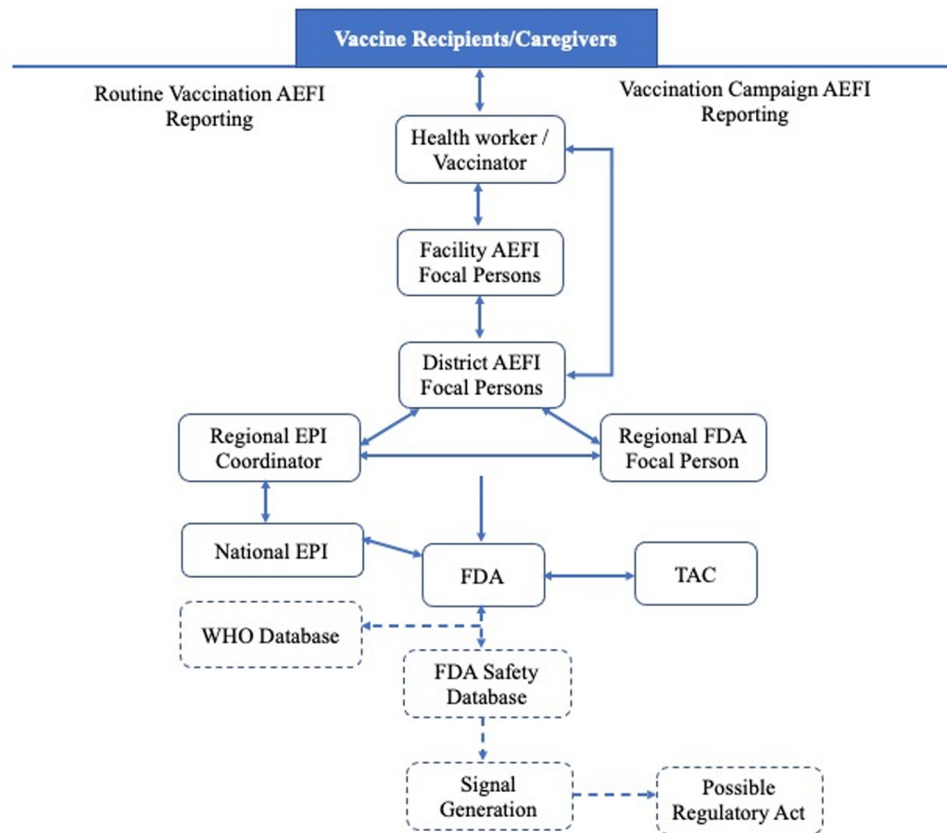 Vaccine Recipients/Caregivers
Routine Vaccination AEFI
Reporting
Vaccination Campaign AEFI
Reporting
Health worker /
Vaccinator
Facility AEFI
Focal Persons
District AEFI
Focal Persons
Regional EPI
Coordinator
Regional FDA
Focal Person
National EPI
FDA
TAC
WHO Database
FDA Safety
Database
Signal
Generation
Possible
Regulatory Act